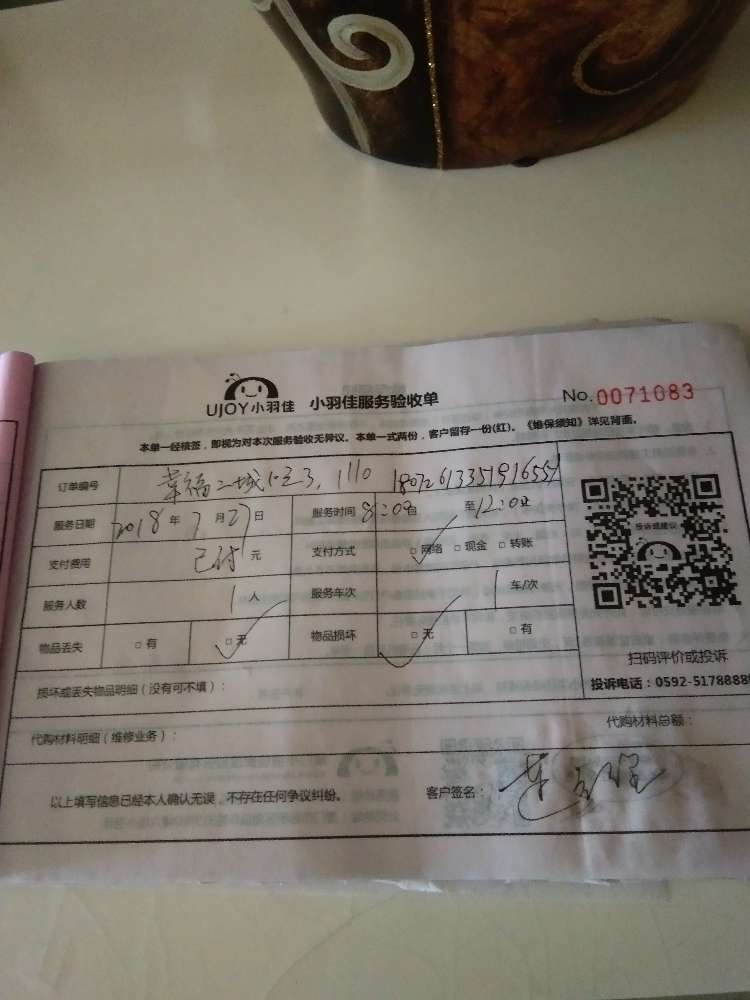 UJOY小羽佳 小羽佳服务验收单 No.0071083
本单一经核签，即视为对本次服务验收无异议。本单一式两份，客户留存一份(红)。《维保须知》详见背面。
订单编号 幸福二城 1110
服务日期 2018年7月27日 服务时间 8:00 至12:00
支付费用 已付 元 支付方式 □网络 □现金 □转账
服务人数 1人 服务车次 1 车/次
物品丢失 □有 □无 物品损坏 □无 □有
投诉或建议
扫码评价或投诉
投诉电话：0592-5178888
损坏或丢失物品明细（没有可不填）：
代购材料明细（维修业务）： 代购材料总额：
以上填写信息已经本人确认无误，不存在任何争议纠纷。 客户签名：